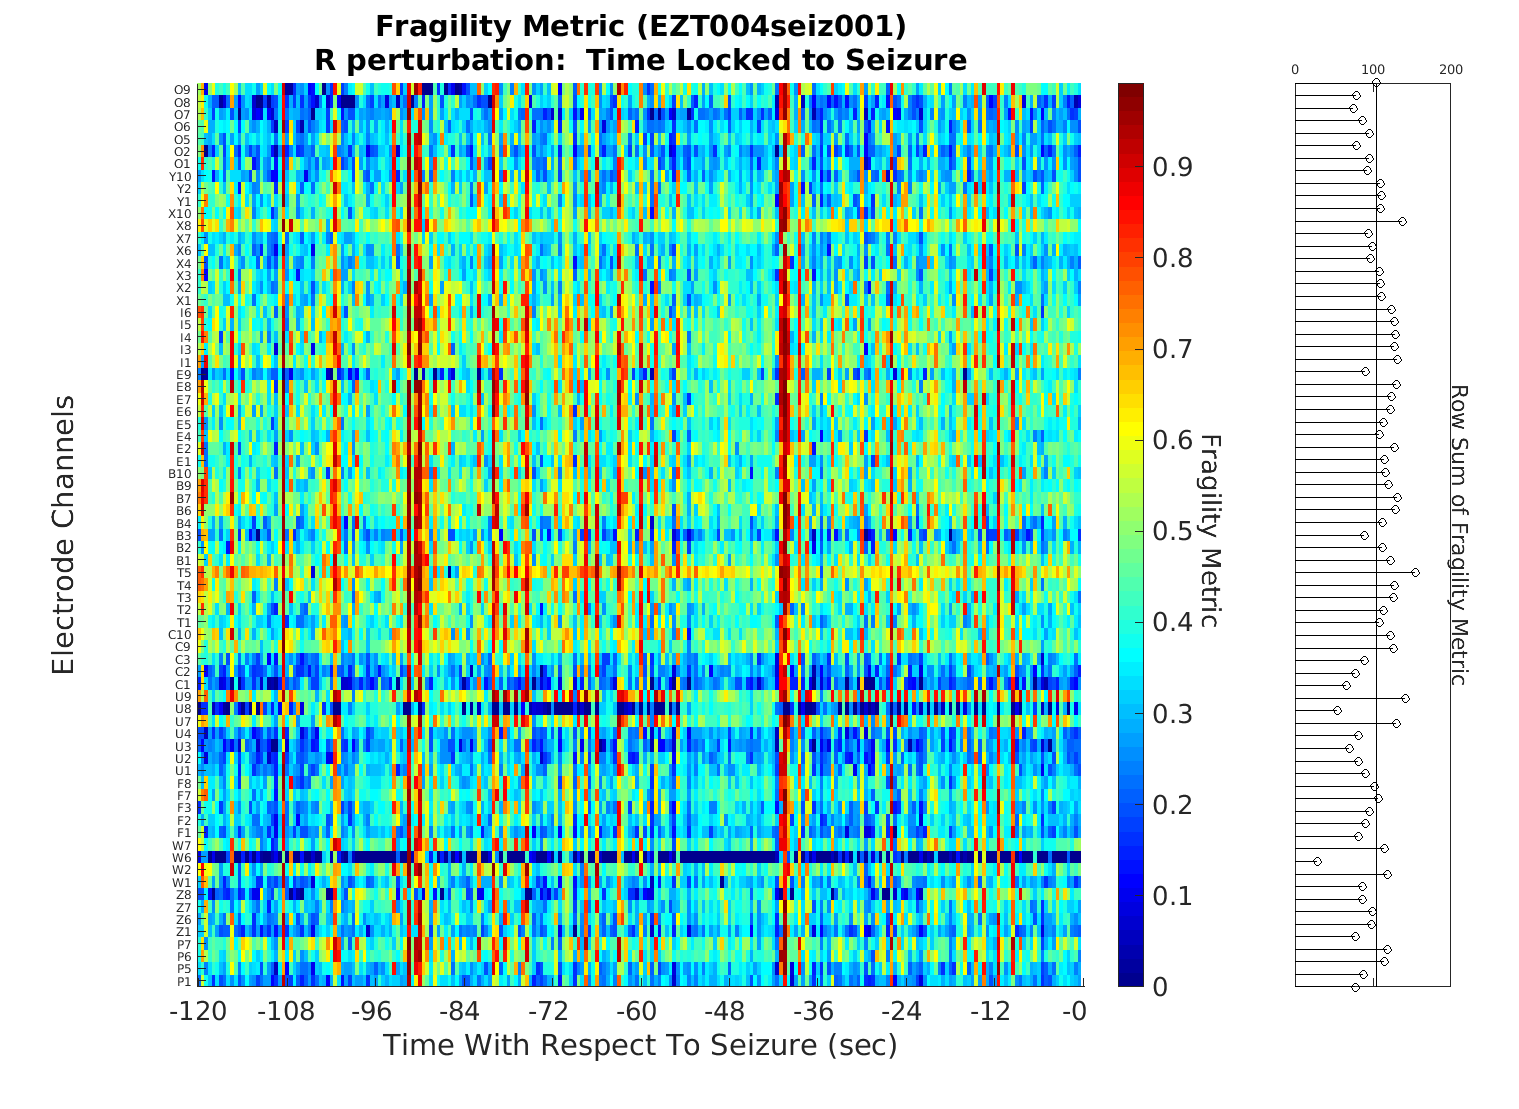 Fragility Metric (EZT004seiz001)
R perturbation: Time Locked to Seizure
Electrode Channels
O9
O8
O7
O6
O5
O2
O1
Y10
Y2
Y1
X10
X8
X7
X6
X4
X3
X2
X1
I6
I5
I4
I3
I1
E9
E8
E7
E6
E5
E4
E2
E1
B10
B9
B7
B6
B4
B3
B2
B1
T5
T4
T3
T2
T1
C10
C9
C3
C2
C1
U9
U8
U7
U4
U3
U2
U1
F8
F7
F3
F2
F1
W7
W6
W2
W1
Z8
Z7
Z6
Z1
P7
P6
P5
P1
-120 -108 -96 -84 -72 -60 -48 -36 -24 -12 -0
Time With Respect To Seizure (sec)
0.9
0.8
0.7
0.6
0.5
0.4
0.3
0.2
0.1
0
Fragility Metric
0 100 200
Row Sum of Fragility Metric